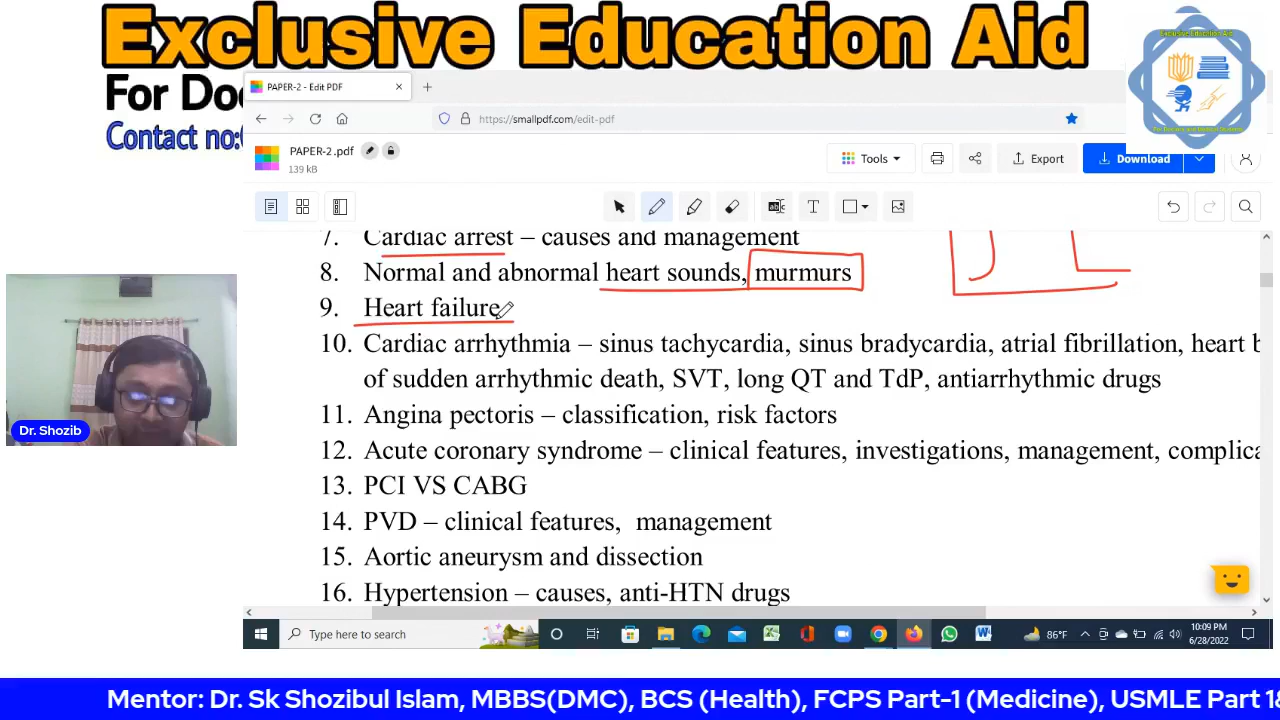 Exclusive Education Aid
For Do
Contact no:
PAPER-2 - Edit PDF
https://smallpdf.com/edit-pdf
PAPER-2.pdf
139 kB
Tools
Export
Download
7. Cardiac arrest – causes and management
8. Normal and abnormal heart sounds, murmurs
9. Heart failure
10. Cardiac arrhythmia – sinus tachycardia, sinus bradycardia, atrial fibrillation, heart b
of sudden arrhythmic death, SVT, long QT and TdP, antiarrhythmic drugs
11. Angina pectoris – classification, risk factors
12. Acute coronary syndrome – clinical features, investigations, management, complica
13. PCI VS CABG
14. PVD – clinical features, management
15. Aortic aneurysm and dissection
16. Hypertension – causes, anti-HTN drugs
Dr. Shozib
Type here to search
86°F
10:09 PM
6/28/2022
Mentor: Dr. Sk Shozibul Islam, MBBS(DMC), BCS (Health), FCPS Part-1 (Medicine), USMLE Part 1&